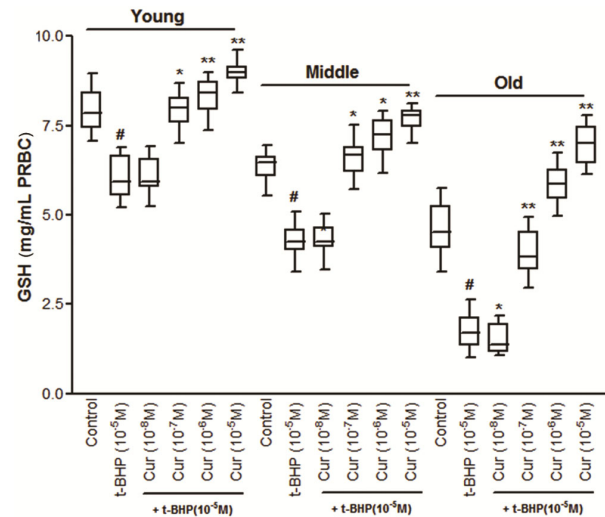 Young
Middle
Old
10.0
7.5
5.0
2.5
0.0
GSH (mg/mL PRBC)
#
*
**
**
#
*
*
*
**
#
*
**
**
**
Control
t-BHP (10⁻⁵M)
Cur (10⁻⁸M)
Cur (10⁻⁷M)
Cur (10⁻⁶M)
Cur (10⁻⁵M)
Control
t-BHP (10⁻⁵M)
Cur (10⁻⁸M)
Cur (10⁻⁷M)
Cur (10⁻⁶M)
Cur (10⁻⁵M)
Control
t-BHP (10⁻⁵M)
Cur (10⁻⁸M)
Cur (10⁻⁷M)
Cur (10⁻⁶M)
Cur (10⁻⁵M)
+ t-BHP(10⁻⁵M)
+ t-BHP(10⁻⁵M)
+ t-BHP(10⁻⁵M)